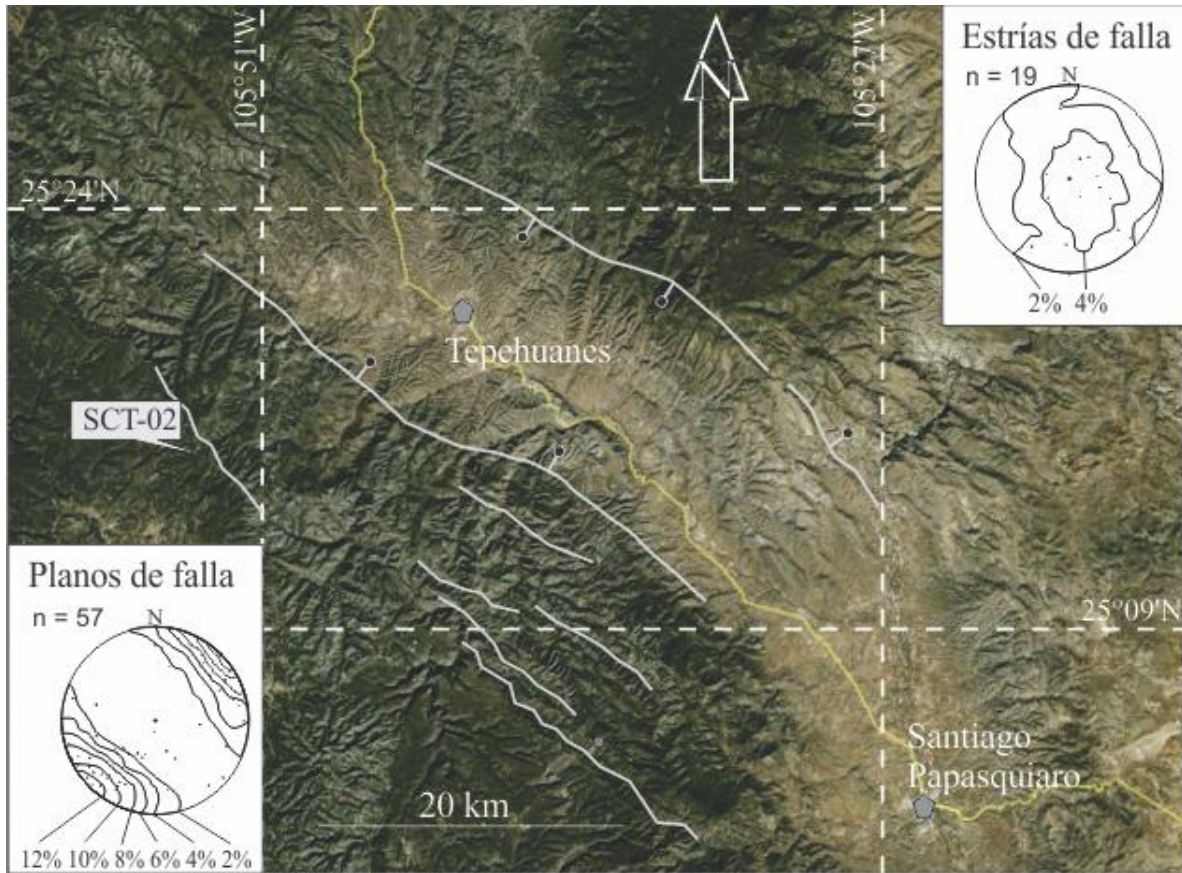 105°51'W
N
105°27'W
Estrías de falla
n = 19
N
2% 4%
25°24'N
Tepehuanes
SCT-02
Planos de falla
n = 57
N
12% 10% 8% 6% 4% 2%
25°09'N
Santiago
Papasquiaro
20 km